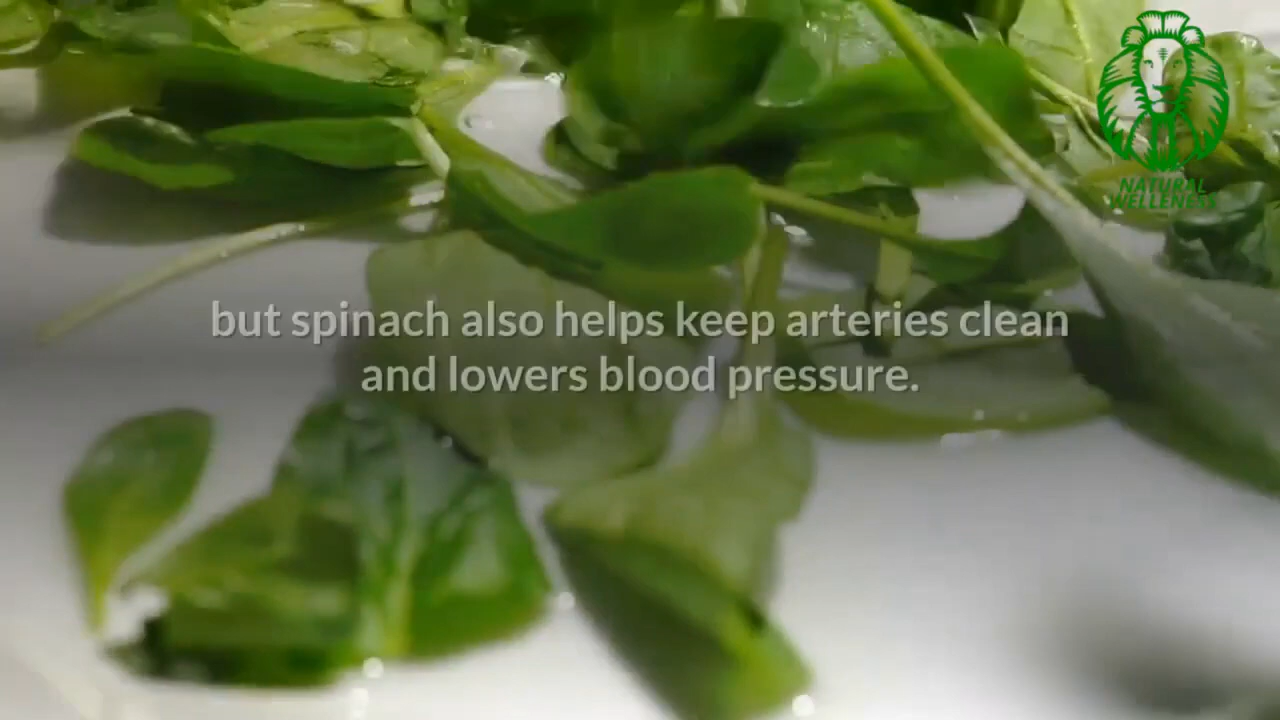 NATURAL
WELLENESS
but spinach also helps keep arteries clean
and lowers blood pressure.